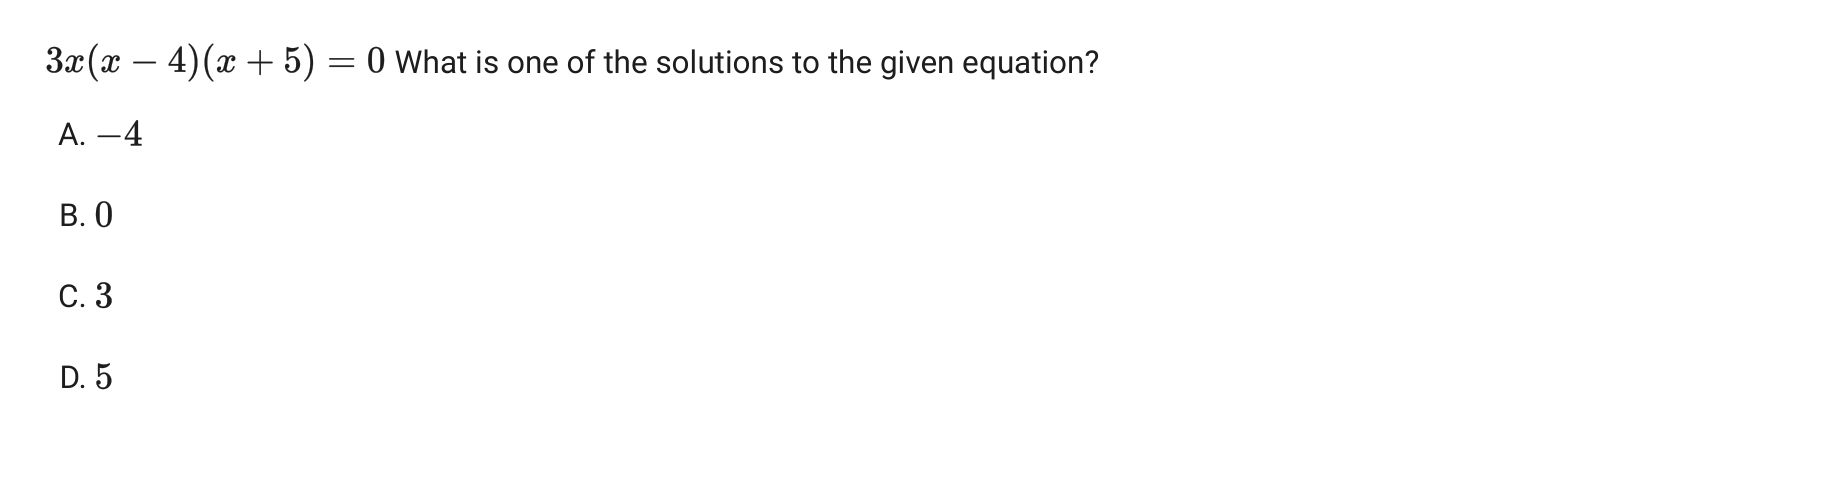 3x(x − 4)(x + 5) = 0 What is one of the solutions to the given equation?
A. −4
B. 0
C. 3
D. 5